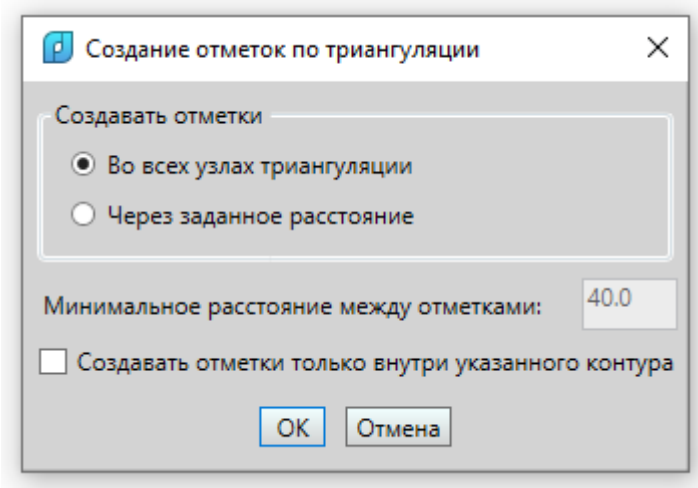 Создание отметок по триангуляции
Создавать отметки
Во всех узлах триангуляции
Через заданное расстояние
Минимальное расстояние между отметками: 40.0
Создавать отметки только внутри указанного контура
ОК Отмена